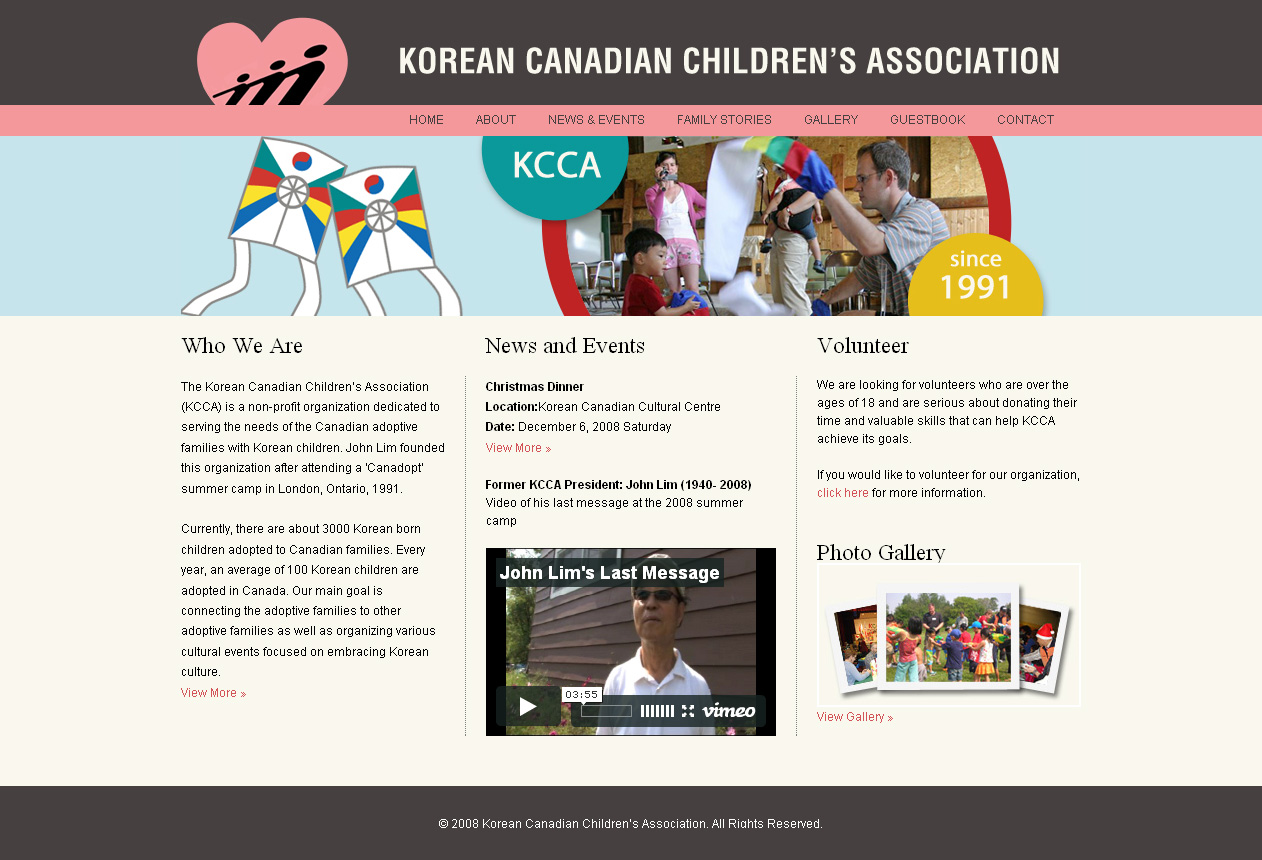 KOREAN CANADIAN CHILDREN'S ASSOCIATION
HOME ABOUT NEWS & EVENTS FAMILY STORIES GALLERY GUESTBOOK CONTACT
KCCA
since
1991
Who We Are
The Korean Canadian Children's Association
(KCCA) is a non-profit organization dedicated to
serving the needs of the Canadian adoptive
families with Korean children. John Lim founded
this organization after attending a 'Canadopt'
summer camp in London, Ontario, 1991.
Currently, there are about 3000 Korean born
children adopted to Canadian families. Every
year, an average of 100 Korean children are
adopted in Canada. Our main goal is
connecting the adoptive families to other
adoptive families as well as organizing various
cultural events focused on embracing Korean
culture.
View More »
News and Events
Christmas Dinner
Location:Korean Canadian Cultural Centre
Date: December 6, 2008 Saturday
View More »
Former KCCA President: John Lim (1940- 2008)
Video of his last message at the 2008 summer
camp
John Lim's Last Message
03:55
vimeo
Volunteer
We are looking for volunteers who are over the
ages of 18 and are serious about donating their
time and valuable skills that can help KCCA
achieve its goals.
If you would like to volunteer for our organization,
click here for more information.
Photo Gallery
View Gallery »
© 2008 Korean Canadian Children's Association. All Rights Reserved.